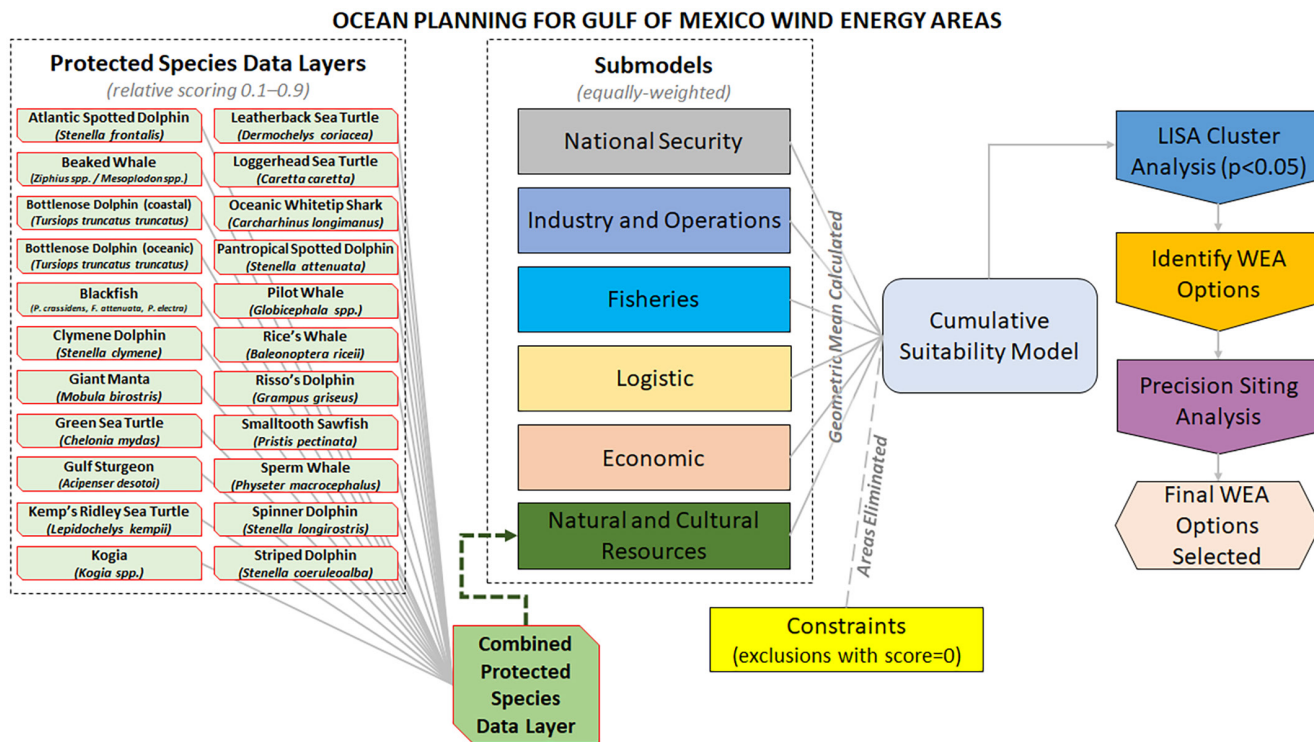 OCEAN PLANNING FOR GULF OF MEXICO WIND ENERGY AREAS
Protected Species Data Layers
(relative scoring 0.1–0.9)
Atlantic Spotted Dolphin
(Stenella frontalis)
Beaked Whale
(Ziphius spp. / Mesoplodon spp.)
Bottlenose Dolphin (coastal)
(Tursiops truncatus truncatus)
Bottlenose Dolphin (oceanic)
(Tursiops truncatus truncatus)
Blackfish
(P. crassidens, F. attenuata, P. electra)
Clymene Dolphin
(Stenella clymene)
Giant Manta
(Mobula birostris)
Green Sea Turtle
(Chelonia mydas)
Gulf Sturgeon
(Acipenser desotoi)
Kemp's Ridley Sea Turtle
(Lepidochelys kempii)
Kogia
(Kogia spp.)
Leatherback Sea Turtle
(Dermochelys coriacea)
Loggerhead Sea Turtle
(Caretta caretta)
Oceanic Whitetip Shark
(Carcharhinus longimanus)
Pantropical Spotted Dolphin
(Stenella attenuata)
Pilot Whale
(Globicephala spp.)
Rice's Whale
(Baleonoptera riceii)
Risso's Dolphin
(Grampus griseus)
Smalltooth Sawfish
(Pristis pectinata)
Sperm Whale
(Physeter macrocephalus)
Spinner Dolphin
(Stenella longirostris)
Striped Dolphin
(Stenella coeruleoalba)
Combined
Protected
Species
Data Layer
Submodels
(equally-weighted)
National Security
Industry and Operations
Fisheries
Logistic
Economic
Natural and Cultural
Resources
Geometric Mean Calculated
Areas Eliminated
Constraints
(exclusions with score=0)
Cumulative
Suitability Model
LISA Cluster
Analysis (p<0.05)
Identify WEA
Options
Precision Siting
Analysis
Final WEA
Options
Selected